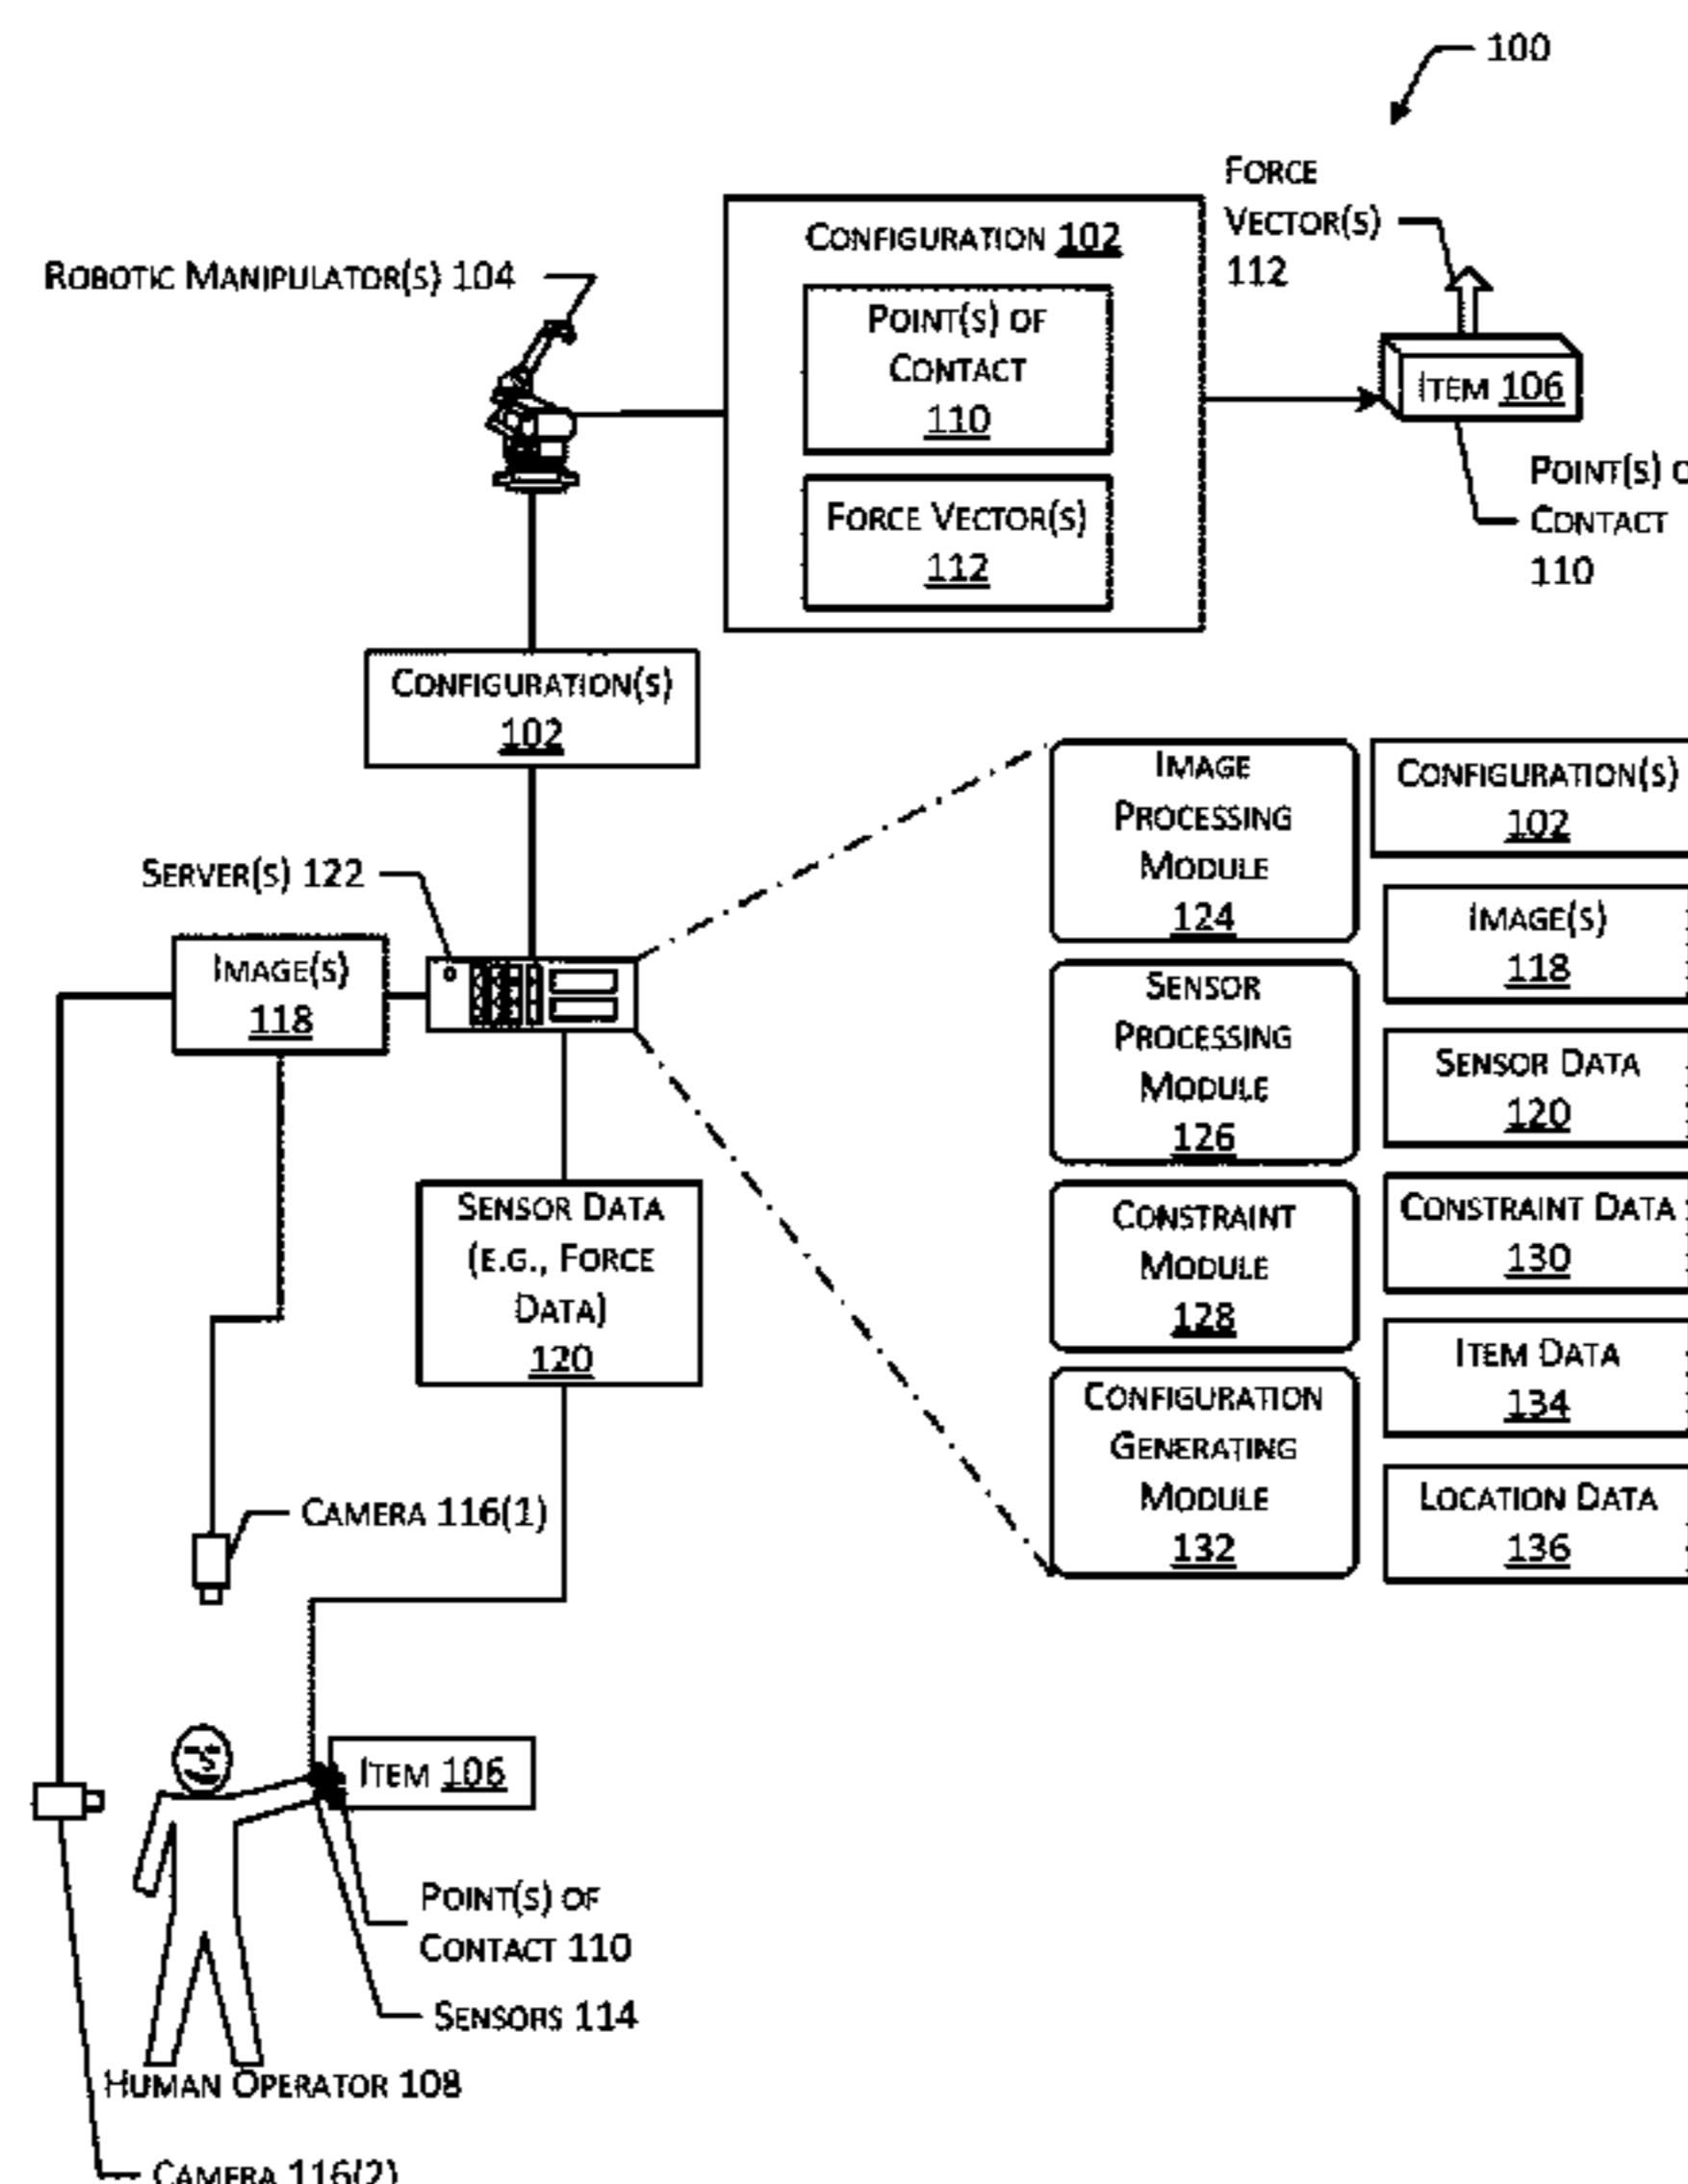 100
FORCE
VECTOR(S)
112
CONFIGURATION 102
ROBOTIC MANIPULATOR(S) 104
POINT(S) OF
CONTACT
110
ITEM 106
FORCE VECTOR(S)
112
POINT(S) O
CONTACT
110
CONFIGURATION(S)
102
IMAGE
PROCESSING
MODULE
124
CONFIGURATION(S)
102
SERVER(S) 122
IMAGE(S)
118
IMAGE(S)
118
SENSOR
PROCESSING
MODULE
126
SENSOR DATA
120
SENSOR DATA
(E.G., FORCE
DATA)
120
CONSTRAINT
MODULE
128
CONSTRAINT DATA
130
CONFIGURATION
GENERATING
MODULE
132
ITEM DATA
134
LOCATION DATA
136
CAMERA 116(1)
ITEM 106
POINT(S) OF
CONTACT 110
SENSORS 114
HUMAN OPERATOR 108
CAMERA 116(2)